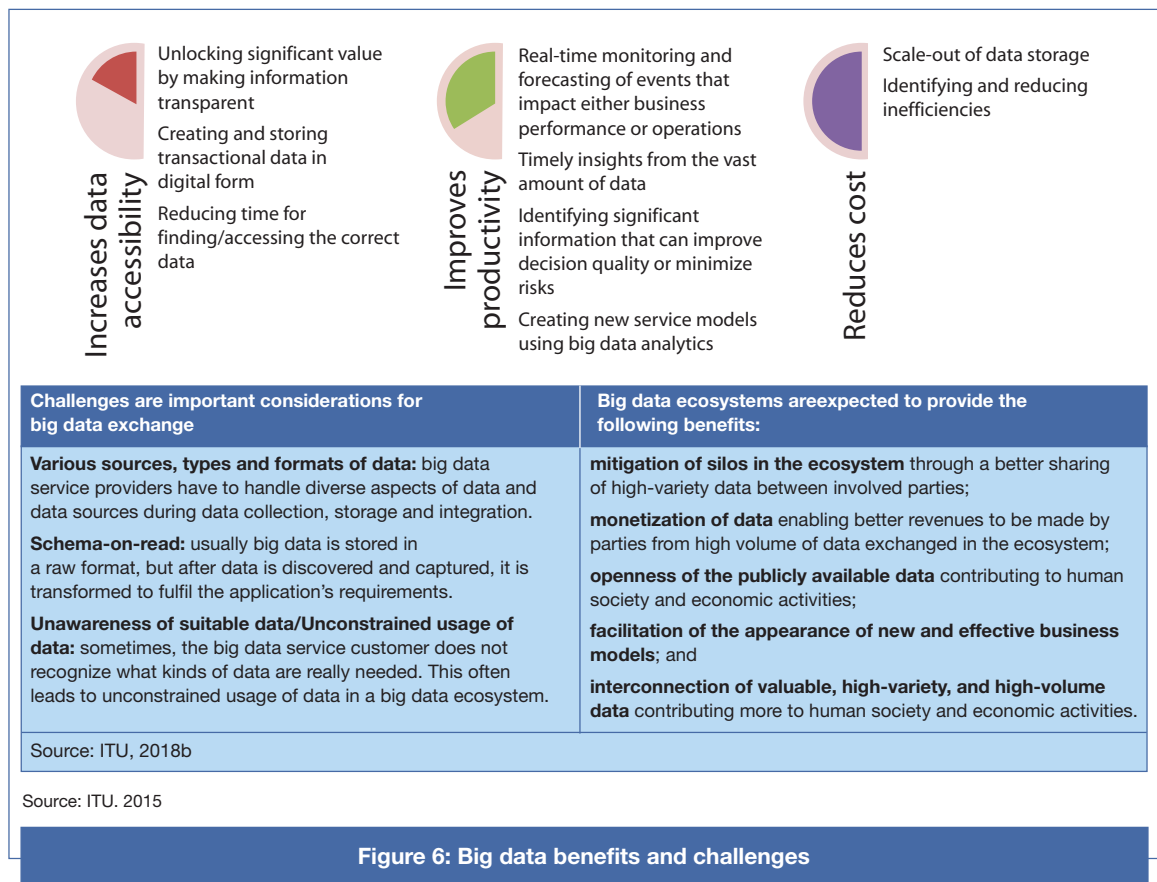 Increases data
accessibility
Unlocking significant value
by making information
transparent
Creating and storing
transactional data in
digital form
Reducing time for
finding/accessing the correct
data
Improves
productivity
Real-time monitoring and
forecasting of events that
impact either business
performance or operations
Timely insights from the vast
amount of data
Identifying significant
information that can improve
decision quality or minimize
risks
Creating new service models
using big data analytics
Reduces cost
Scale-out of data storage
Identifying and reducing
inefficiencies
Challenges are important considerations for
big data exchange
Various sources, types and formats of data: big data
service providers have to handle diverse aspects of data and
data sources during data collection, storage and integration.
Schema-on-read: usually big data is stored in
a raw format, but after data is discovered and captured, it is
transformed to fulfil the application’s requirements.
Unawareness of suitable data/Unconstrained usage of
data: sometimes, the big data service customer does not
recognize what kinds of data are really needed. This often
leads to unconstrained usage of data in a big data ecosystem.
Big data ecosystems areexpected to provide the
following benefits:
mitigation of silos in the ecosystem through a better sharing
of high-variety data between involved parties;
monetization of data enabling better revenues to be made by
parties from high volume of data exchanged in the ecosystem;
openness of the publicly available data contributing to human
society and economic activities;
facilitation of the appearance of new and effective business
models; and
interconnection of valuable, high-variety, and high-volume
data contributing more to human society and economic activities.
Source: ITU, 2018b
Source: ITU. 2015
Figure 6: Big data benefits and challenges